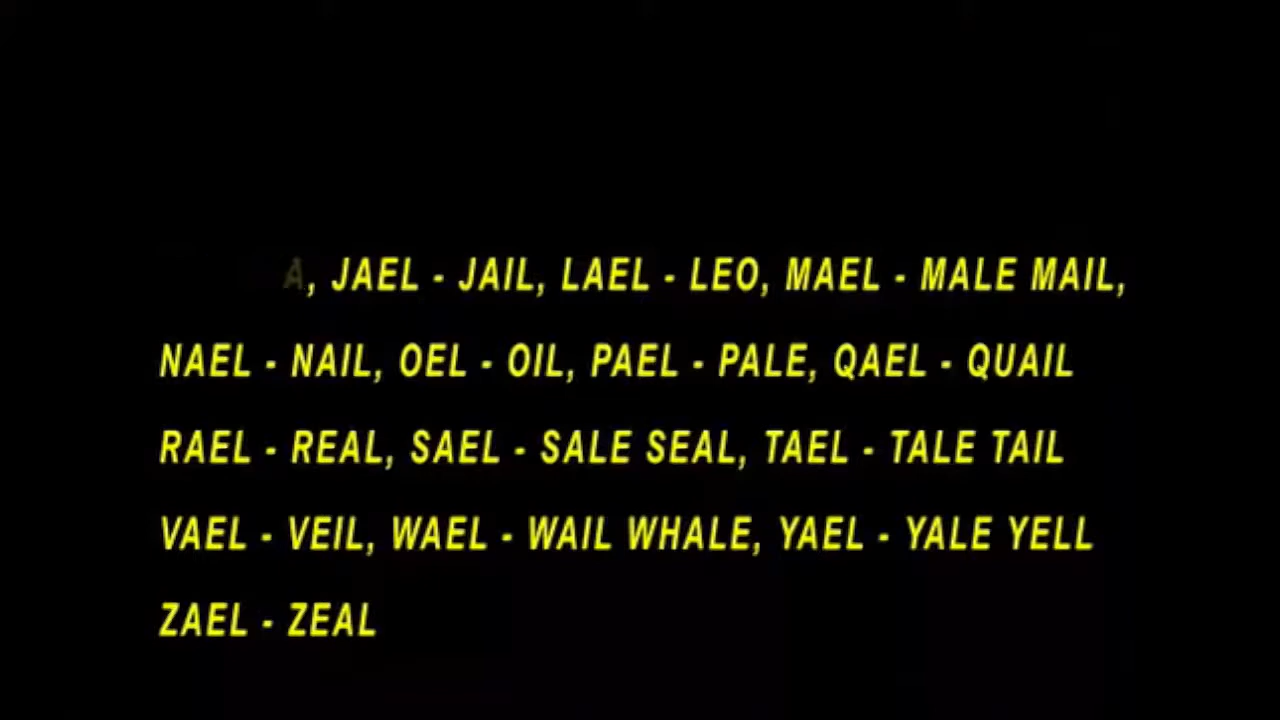 A, JAEL - JAIL, LAEL - LEO, MAEL - MALE MAIL,
NAEL - NAIL, OEL - OIL, PAEL - PALE, QAEL - QUAIL
RAEL - REAL, SAEL - SALE SEAL, TAEL - TALE TAIL
VAEL - VEIL, WAEL - WAIL WHALE, YAEL - YALE YELL
ZAEL - ZEAL